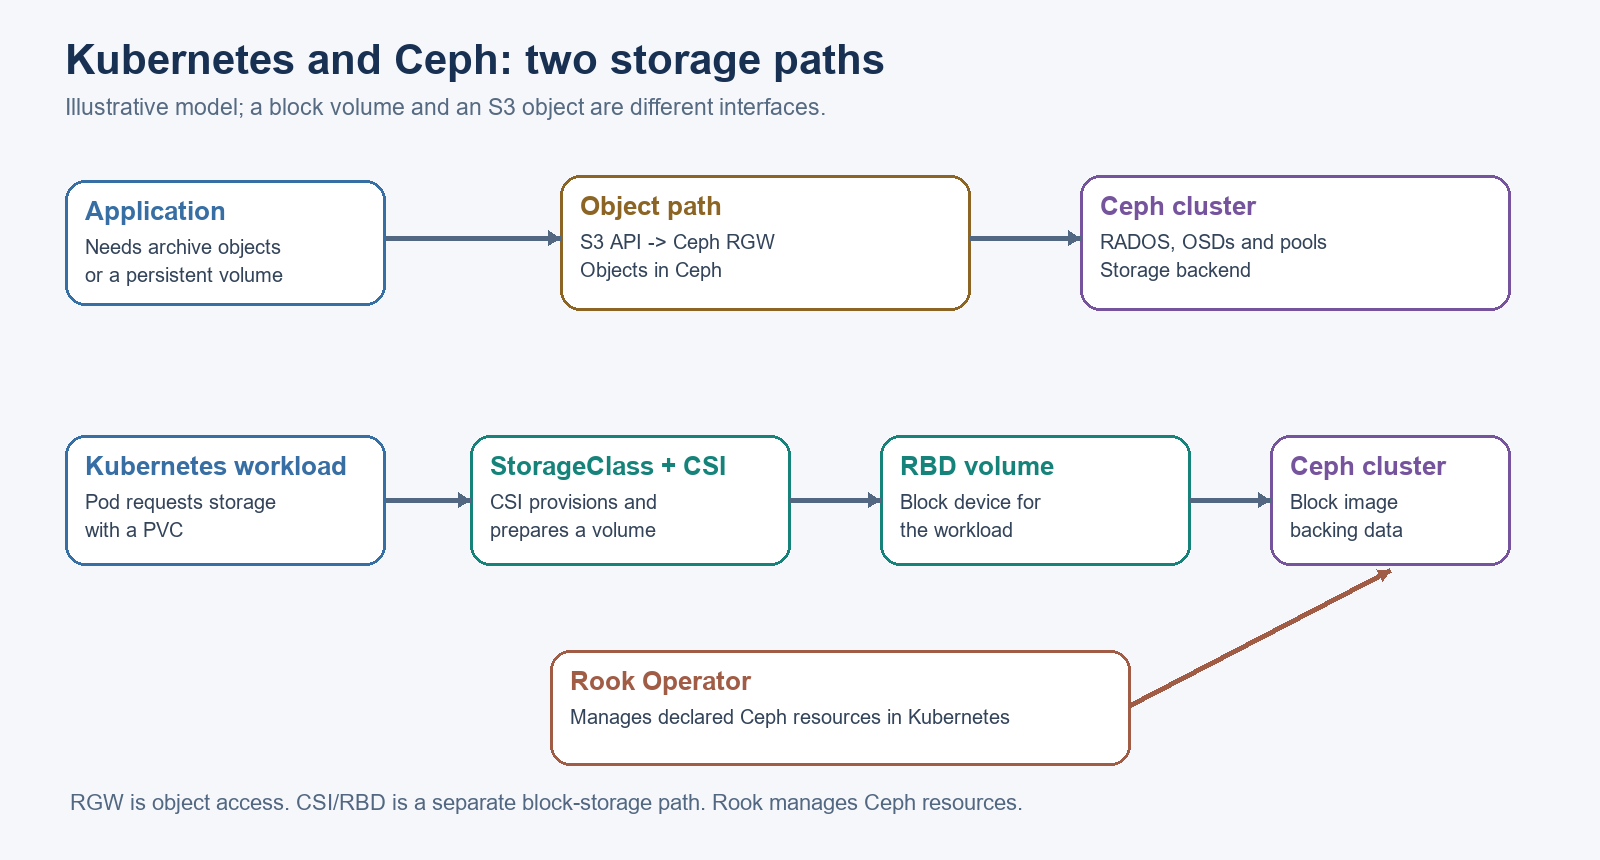 Kubernetes and Ceph: two storage paths
Illustrative model; a block volume and an S3 object are different interfaces.
Application
Needs archive objects
or a persistent volume
Object path
S3 API -> Ceph RGW
Objects in Ceph
Ceph cluster
RADOS, OSDs and pools
Storage backend
Kubernetes workload
Pod requests storage
with a PVC
StorageClass + CSI
CSI provisions and
prepares a volume
RBD volume
Block device for
the workload
Ceph cluster
Block image
backing data
Rook Operator
Manages declared Ceph resources in Kubernetes
RGW is object access. CSI/RBD is a separate block-storage path. Rook manages Ceph resources.